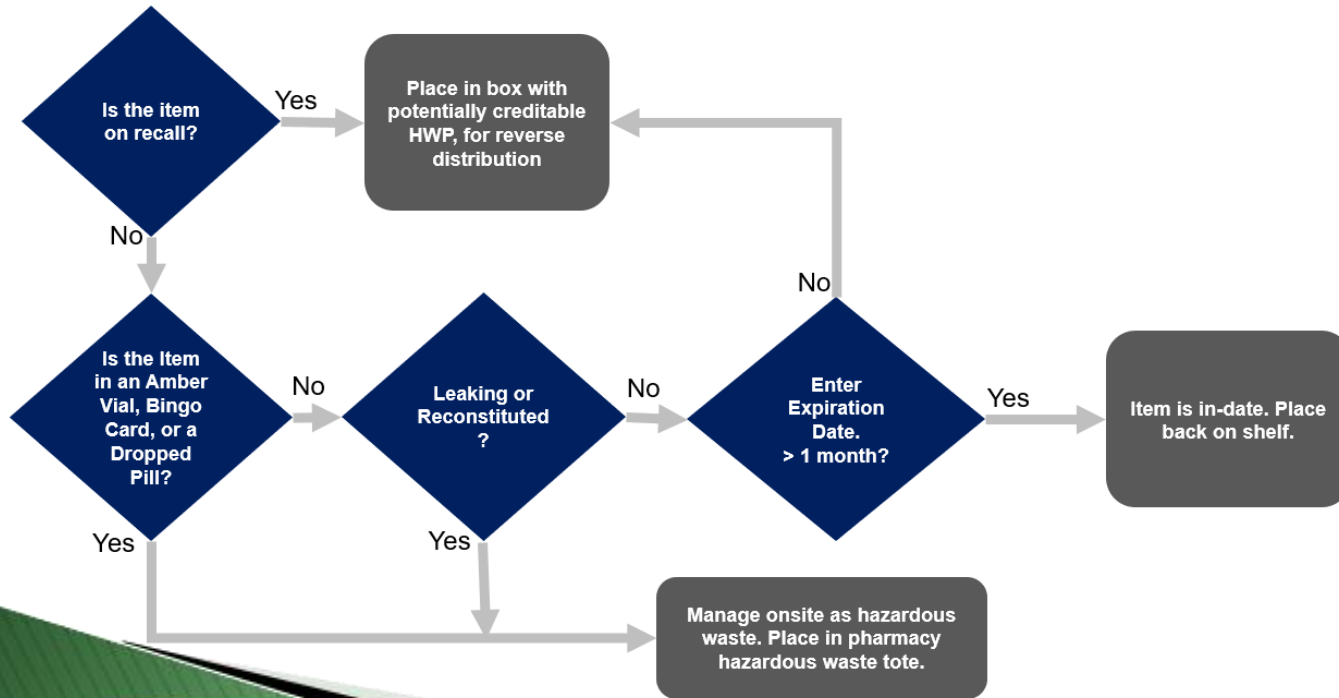 Is the item
on recall?
Yes
Place in box with
potentially creditable
HWP, for reverse
distribution
No
No
Is the Item
in an Amber
Vial, Bingo
Card, or a
Dropped
Pill?
No
Leaking or
Reconstituted
?
No
Enter
Expiration
Date.
> 1 month?
Yes
Item is in-date. Place
back on shelf.
Yes
Yes
Manage onsite as hazardous
waste. Place in pharmacy
hazardous waste tote.